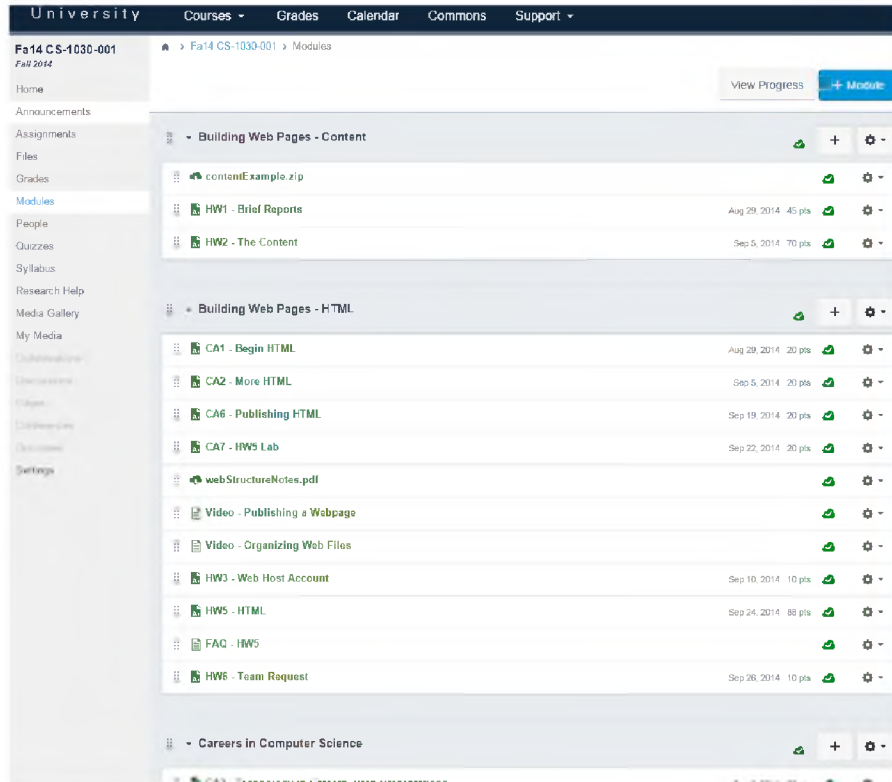 University
Courses
Grades
Calendar
Commons
Support
Fa14 CS-1030-001
Fall 2014
Fa14 CS-1030-001 > Modules
Home
Announcements
Assignments
Files
Grades
Modules
People
Quizzes
Syllabus
Research Help
Media Gallery
My Media
Settings
View Progress
+ Module
Building Web Pages - Content
contentExample.zip
HW1 - Brief Reports Aug 29, 2014 45 pts
HW2 - The Content Sep 5, 2014 70 pts
Building Web Pages - HTML
CA1 - Begin HTML Aug 29, 2014 20 pts
CA2 - More HTML Sep 5, 2014 20 pts
CA6 - Publishing HTML Sep 19, 2014 20 pts
CA7 - HW5 Lab Sep 22, 2014 20 pts
webStructureNotes.pdf
Video - Publishing a Webpage
Video - Organizing Web Files
HW3 - Web Host Account Sep 10, 2014 10 pts
HW5 - HTML Sep 24, 2014 88 pts
FAQ - HW5
HW6 - Team Request Sep 26, 2014 10 pts
Careers in Computer Science